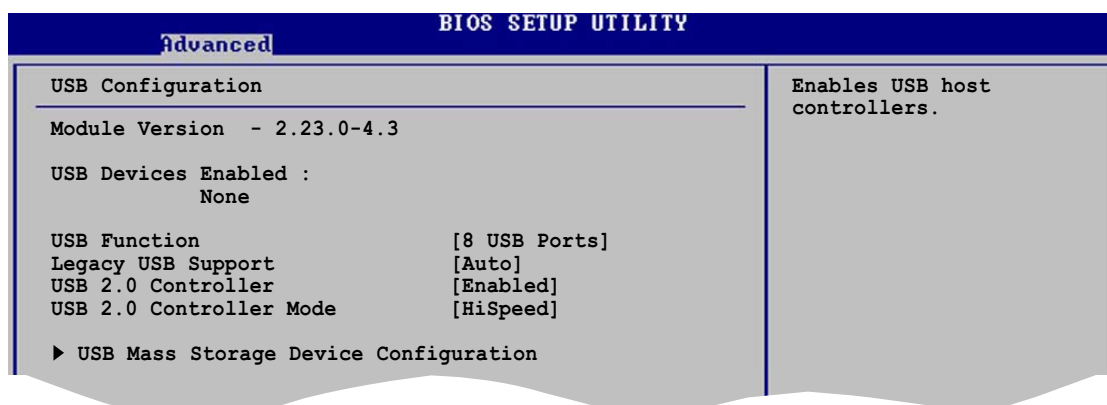 BIOS SETUP UTILITY
Advanced
USB Configuration
Module Version - 2.23.0-4.3
USB Devices Enabled :
None
USB Function [8 USB Ports]
Legacy USB Support [Auto]
USB 2.0 Controller [Enabled]
USB 2.0 Controller Mode [HiSpeed]
USB Mass Storage Device Configuration
Enables USB host
controllers.